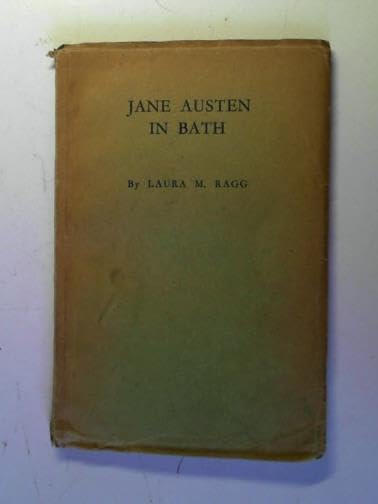 JANE AUSTEN
IN BATH
By LAURA M. RAGG